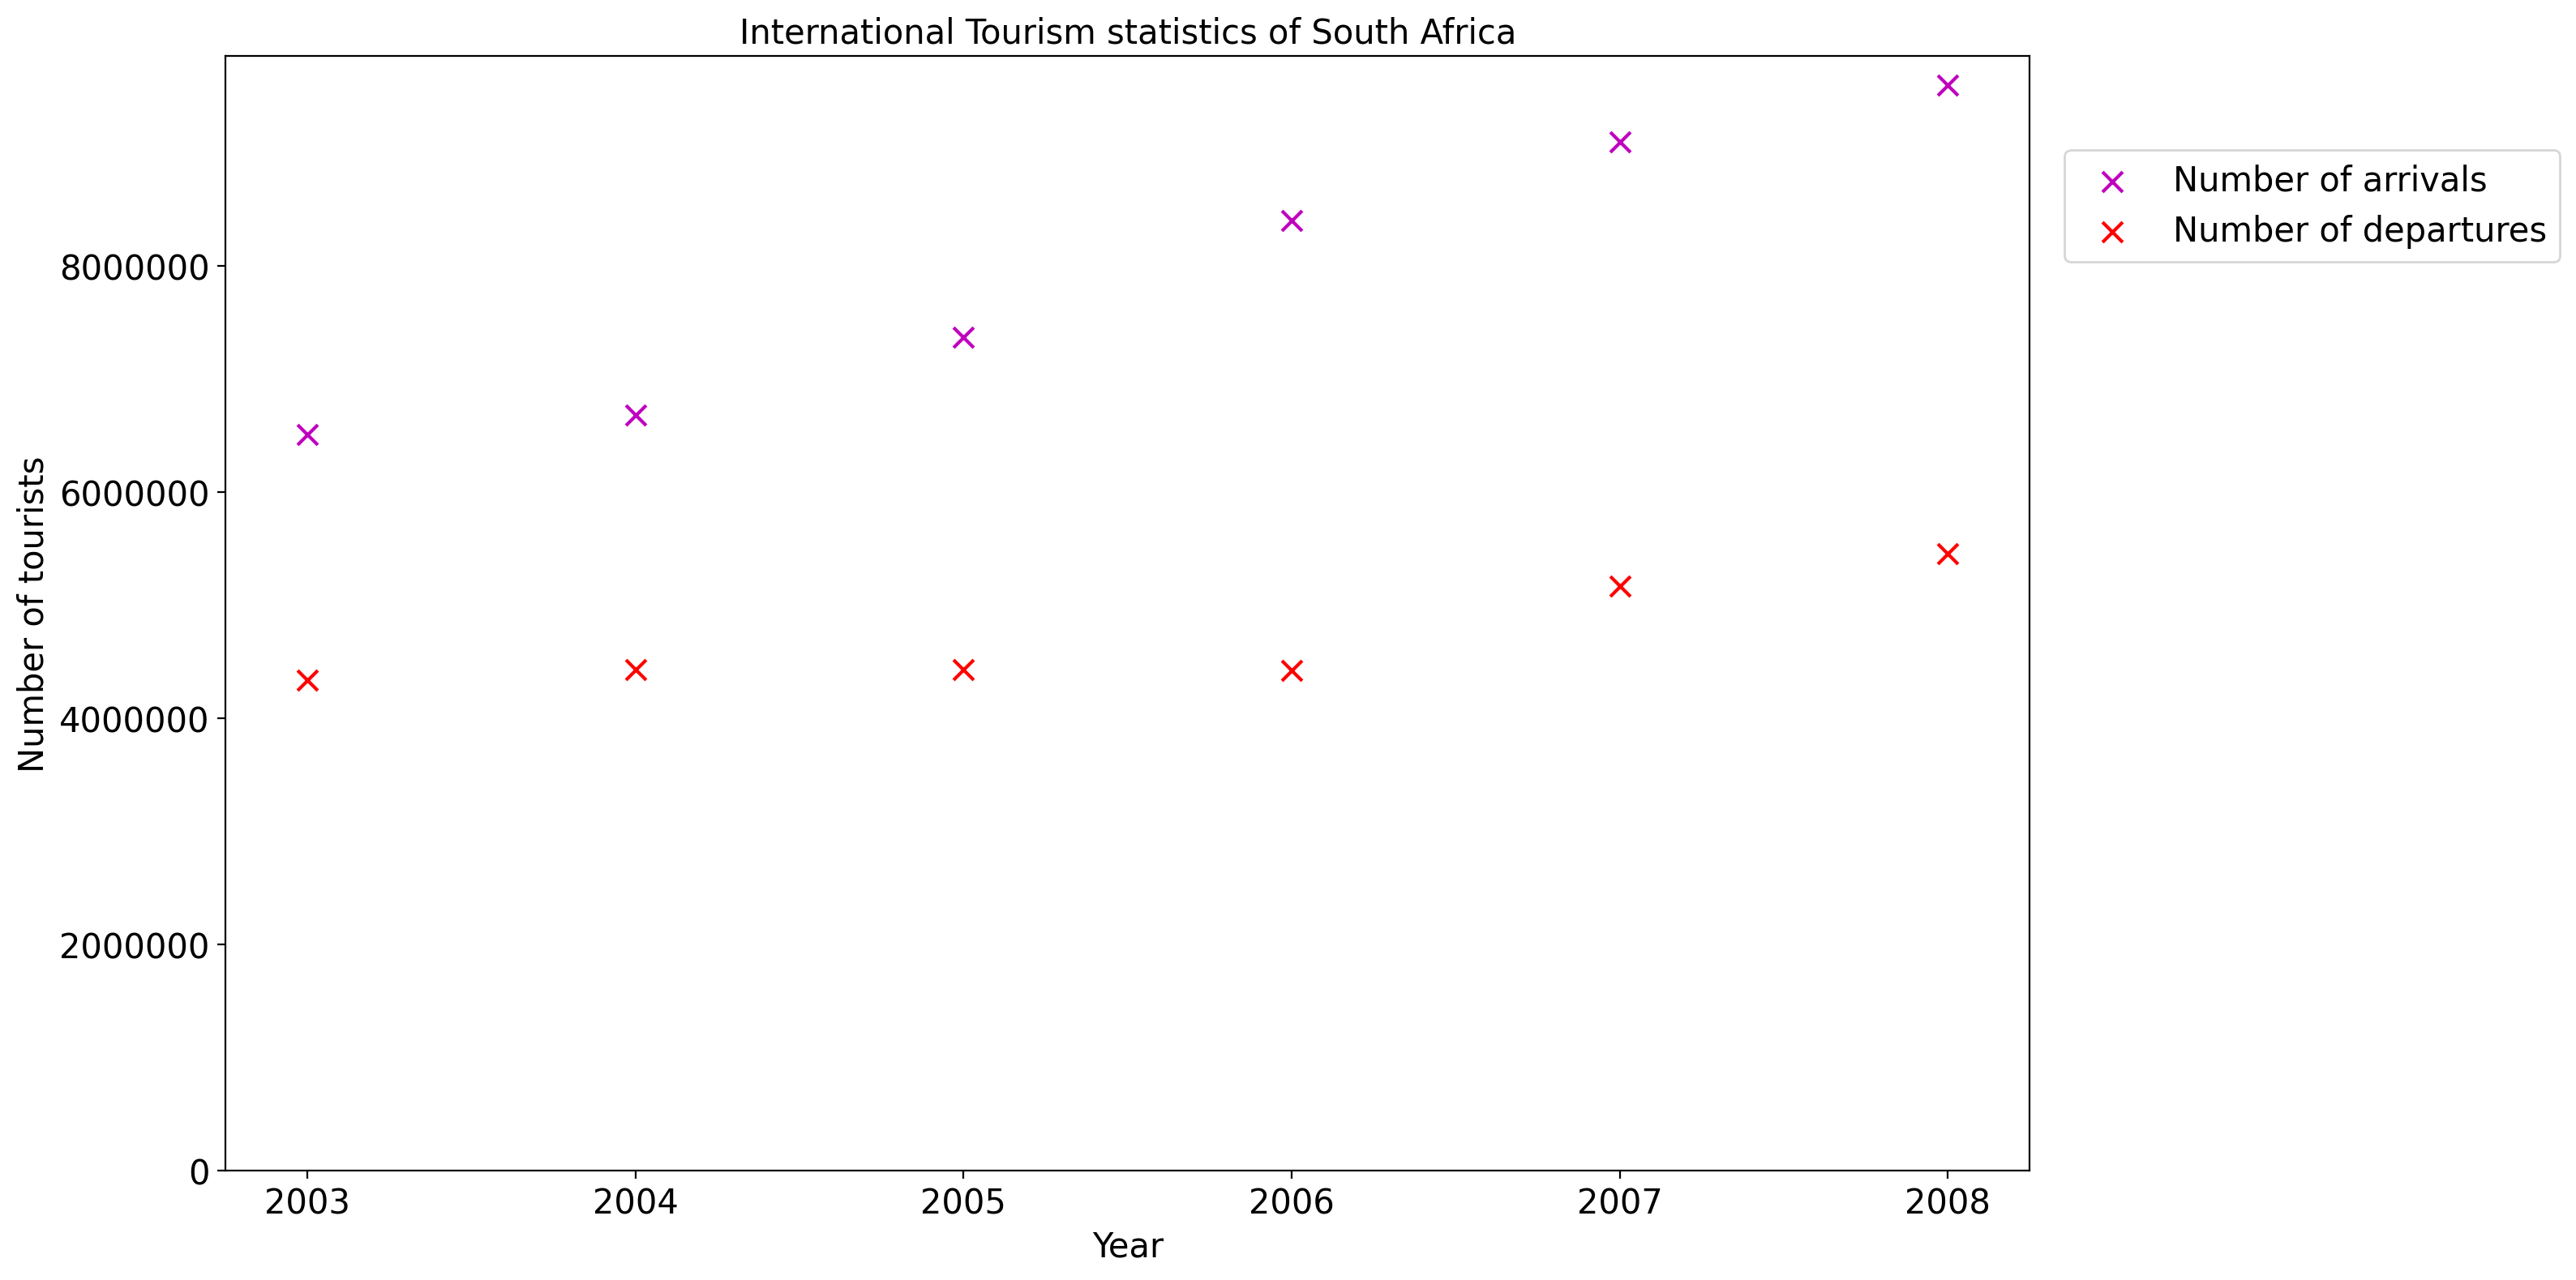 International Tourism statistics of South Africa
Number of arrivals
Number of departures
8000000
6000000
4000000
2000000
0
Number of tourists
2003 2004 2005 2006 2007 2008
Year